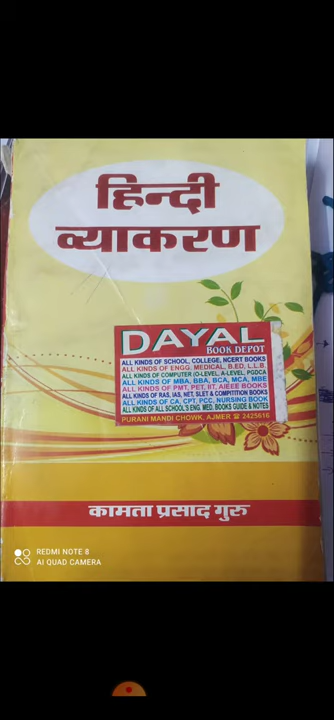 हिन्दी
व्याकरण
DAYAL
BOOK DEPOT
ALL KINDS OF SCHOOL, COLLEGE, NCERT BOOKS
ALL KINDS OF ENGG, MEDICAL, B.ED, L.L.B.
ALL KINDS OF COMPUTER (O-LEVEL, A-LEVEL, PGDCA
ALL KINDS OF MBA, BBA, BCA, MCA, MBE
ALL KINDS OF PMT, PET, IIT, AIEEE BOOKS
ALL KINDS OF RAS, IAS, NET, SLET & COMPITITION BOOKS
ALL KINDS OF CA, CPT, PCC, NURSING BOOK
ALL KINDS OF ALL SCHOOL'S ENG. MED. BOOKS GUIDE & NOTES
PURANI MANDI CHOWK, AJMER ☎ 2425616
कामता प्रसाद गुरु
REDMI NOTE 8
AI QUAD CAMERA